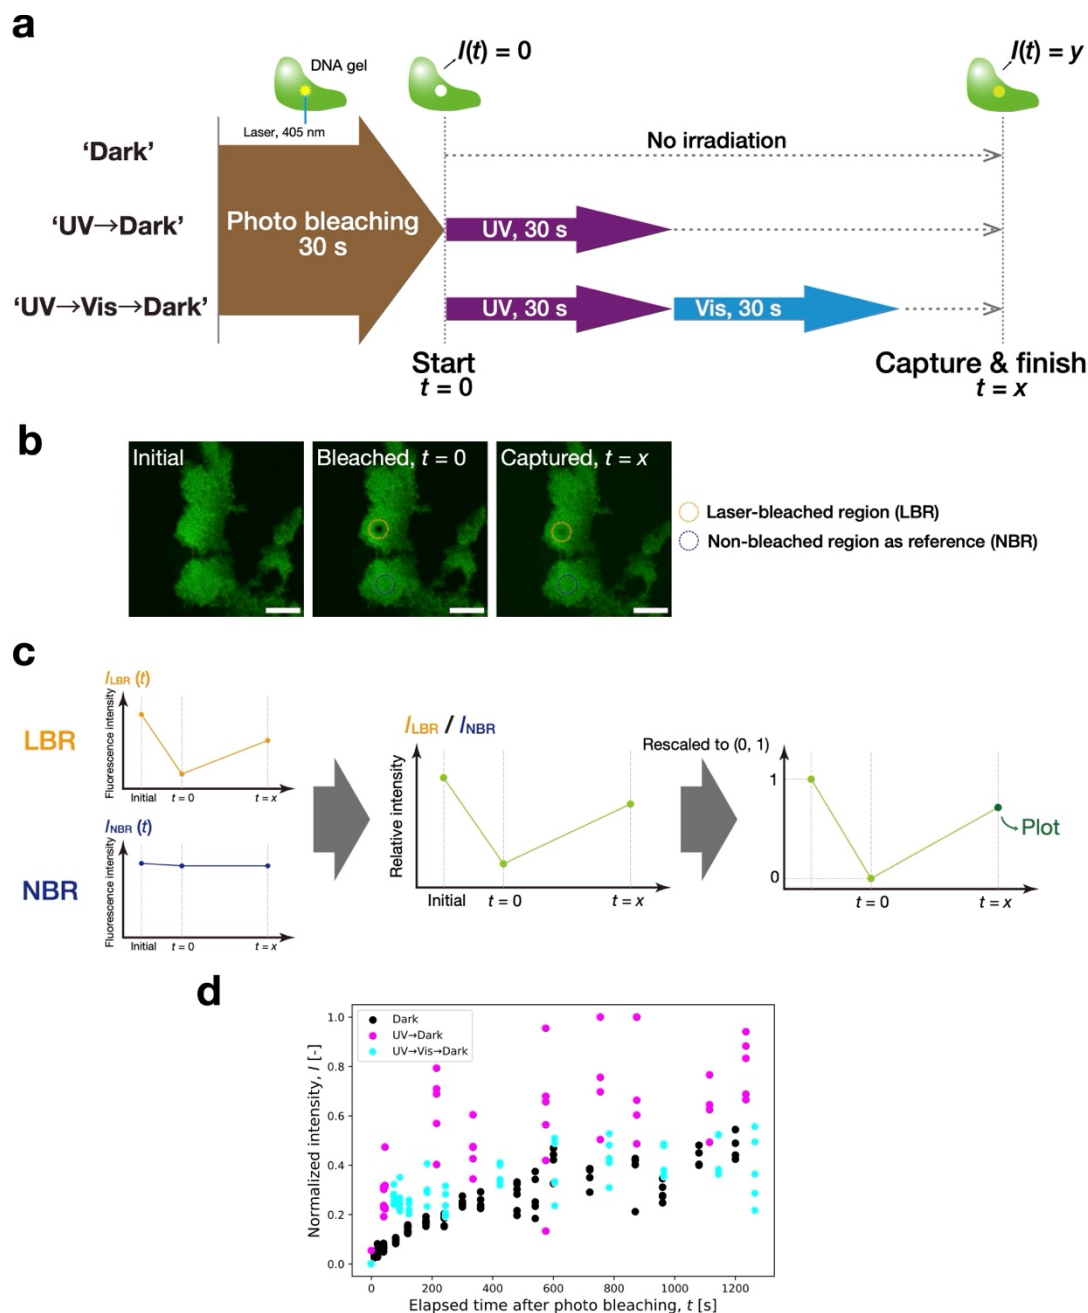 a
DNA gel
Laser, 405 nm
I(t) = 0
I(t) = y
'Dark'
No irradiation
'UV→Dark'
Photo bleaching
30 s
UV, 30 s
'UV→Vis→Dark'
UV, 30 s
Vis, 30 s
Start
t = 0
Capture & finish
t = x
b
Initial
Bleached, t = 0
Captured, t = x
Laser-bleached region (LBR)
Non-bleached region as reference (NBR)
c
LBR
ILBR (t)
Fluorescence intensity
Initial
t = 0
t = x
NBR
INBR (t)
Fluorescence intensity
Initial
t = 0
t = x
ILBR / INBR
Relative intensity
Initial
t = 0
t = x
Rescaled to (0, 1)
1
0
Plot
t = 0
t = x
d
Normalized intensity, I [-]
1.0
0.8
0.6
0.4
0.2
0.0
Dark
UV→Dark
UV→Vis→Dark
0
200
400
600
800
1000
1200
Elapsed time after photo bleaching, t [s]